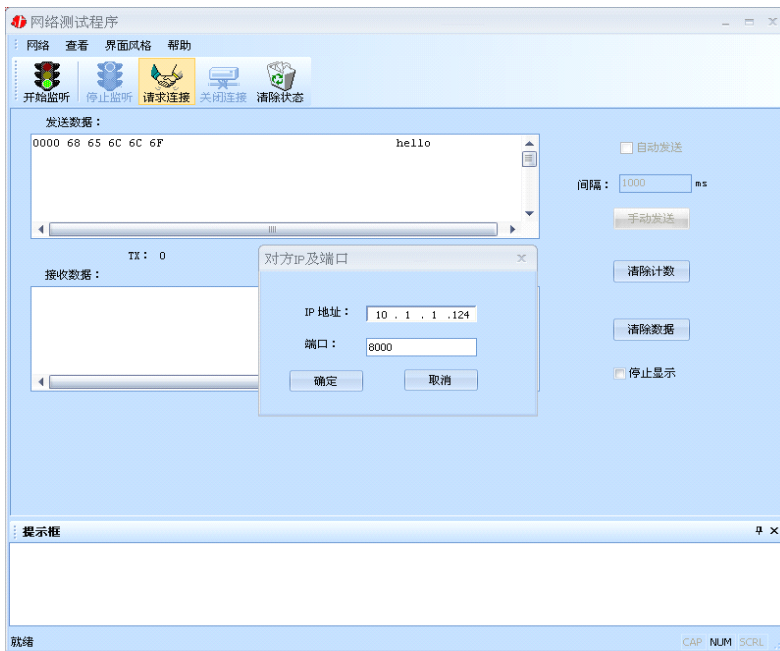 网络测试程序
网络 查看 界面风格 帮助
开始监听 停止监听 请求连接 关闭连接 清除状态
发送数据：
0000 68 65 6C 6C 6F hello
自动发送
间隔： 1000 ms
手动发送
TX： 0
接收数据：
对方IP及端口
IP 地址： 10 . 1 . 1 .124
端口： 8000
确定 取消
清除计数
清除数据
停止显示
提示框
就绪
CAP NUM SCRL